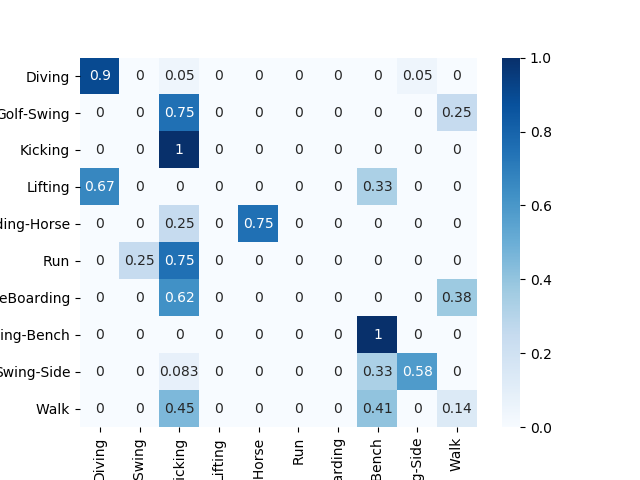 Diving 0.9 0 0.05 0 0 0 0 0 0.05 0
Golf-Swing 0 0 0.75 0 0 0 0 0 0 0.25
Kicking 0 0 1 0 0 0 0 0 0 0
Lifting 0.67 0 0 0 0 0 0 0.33 0 0
ding-Horse 0 0 0.25 0 0.75 0 0 0 0 0
Run 0 0.25 0.75 0 0 0 0 0 0 0
eBoarding 0 0 0.62 0 0 0 0 0 0 0.38
ing-Bench 0 0 0 0 0 0 0 1 0 0
Swing-Side 0 0 0.083 0 0 0 0 0.33 0.58 0
Walk 0 0 0.45 0 0 0 0 0.41 0 0.14
Diving
Swing
icking
ifting
Horse
Run
arding
Bench
g-Side
Walk
1.0
0.8
0.6
0.4
0.2
0.0